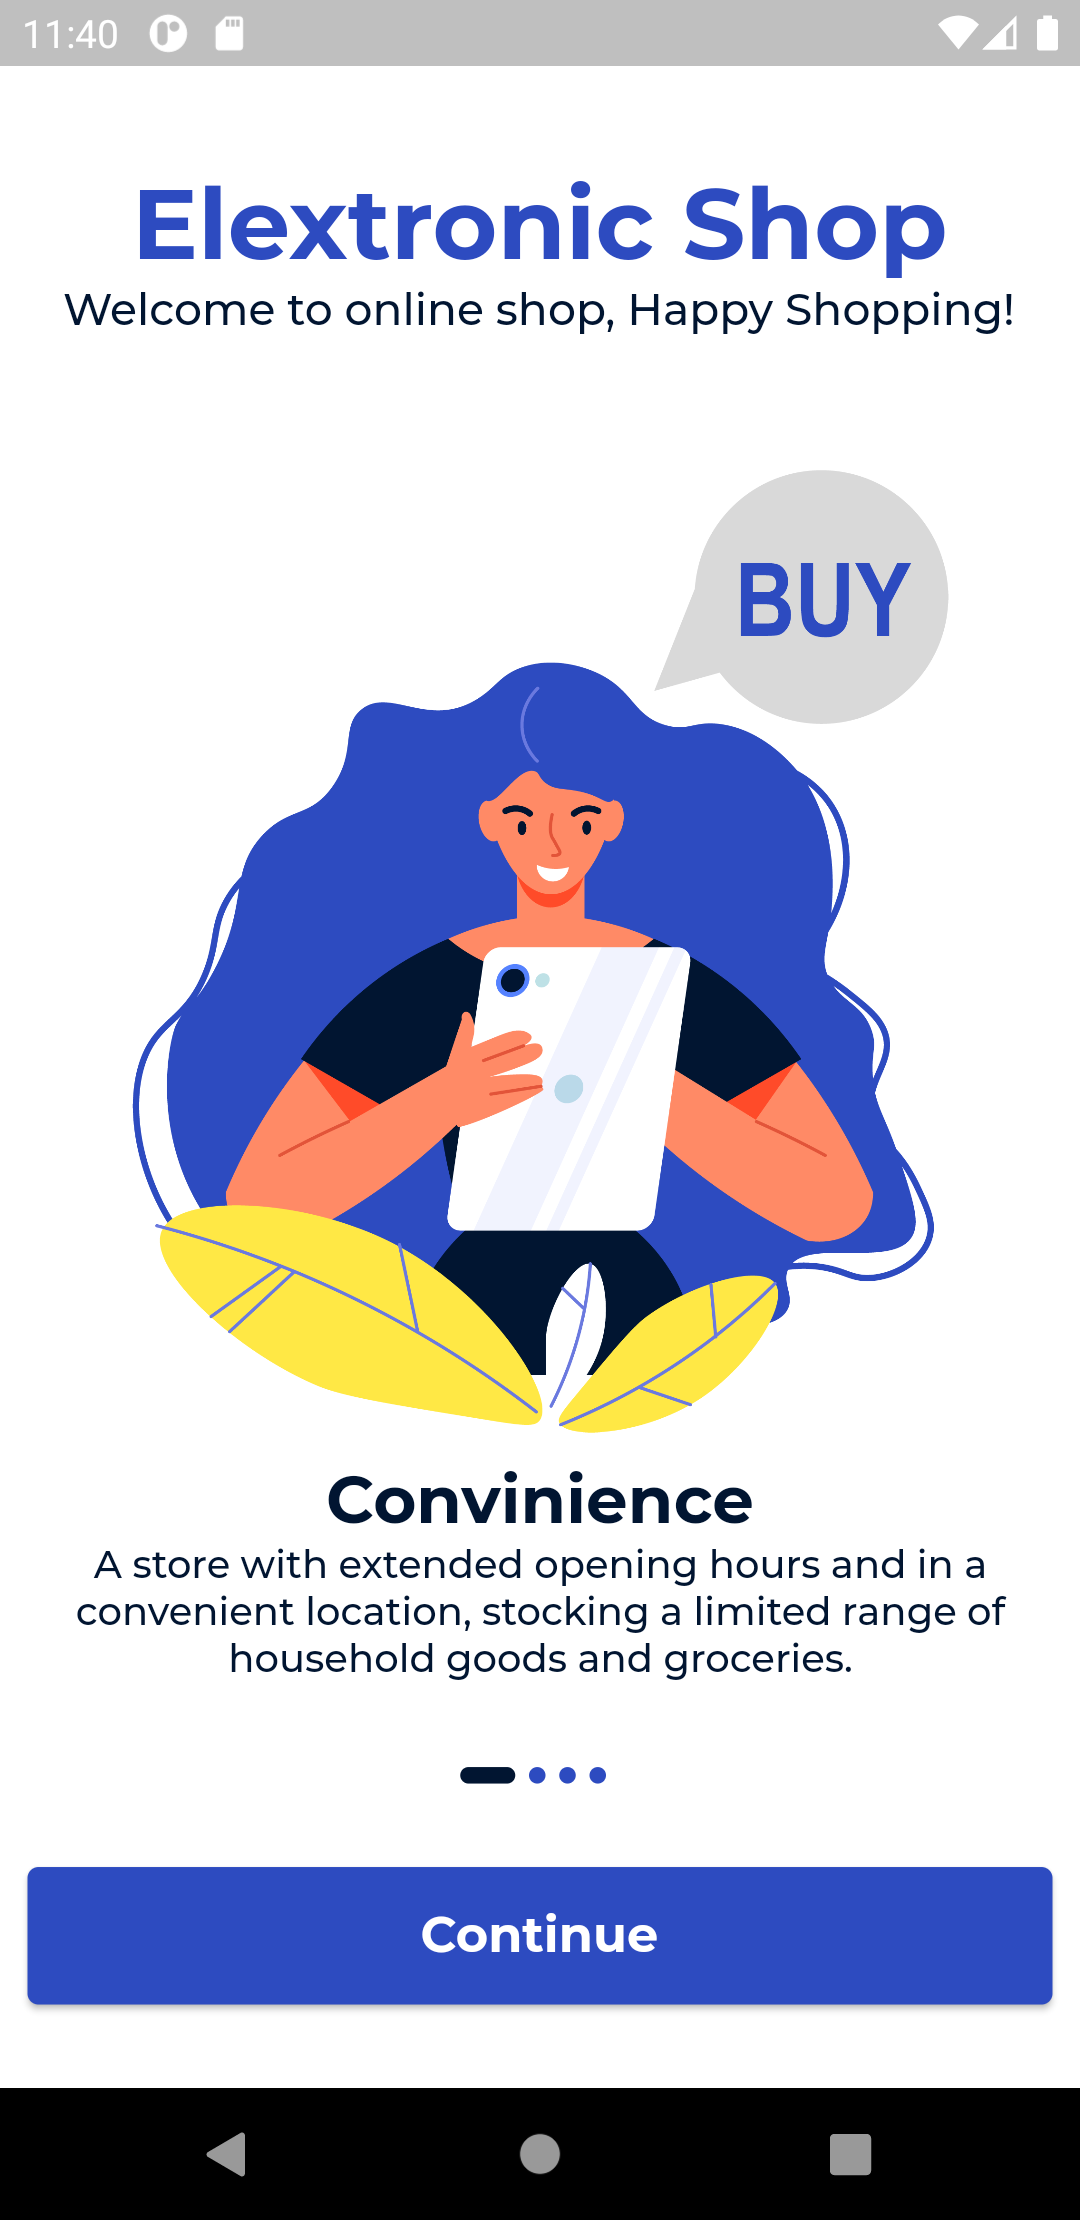 11:40
Elextronic Shop
Welcome to online shop, Happy Shopping!
BUY
Convinience
A store with extended opening hours and in a
convenient location, stocking a limited range of
household goods and groceries.
Continue